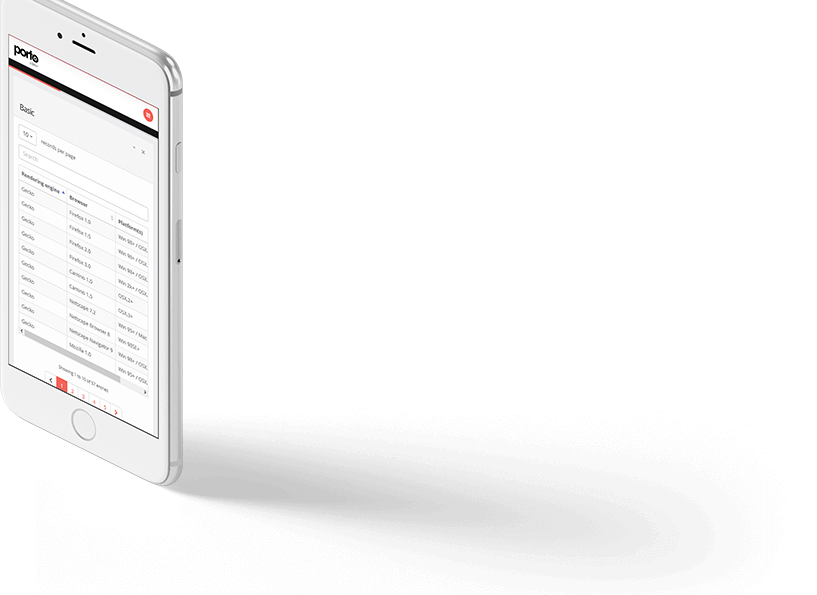 porto
Basic
10
records per page
Search
Rendering engine Browser Platform(s)
Gecko Firefox 1.0 Win 98+ / OSX.
Gecko Firefox 1.5 Win 98+ / OSX.
Gecko Firefox 2.0 Win 98+ / OSX.
Gecko Firefox 3.0 Win 2k+ / OSX.
Gecko Camino 1.0 OSX.2+
Gecko Camino 1.5 OSX.3+
Gecko Netscape 7.2 Win 95+ / Mac
Gecko Netscape Browser 8 Win 98SE+
Gecko Netscape Navigator 9 Win 98+ / OSX.
Gecko Mozilla 1.0 Win 95+ / OSX.
Showing 1 to 10 of 57 entries
1 2 3 4 5